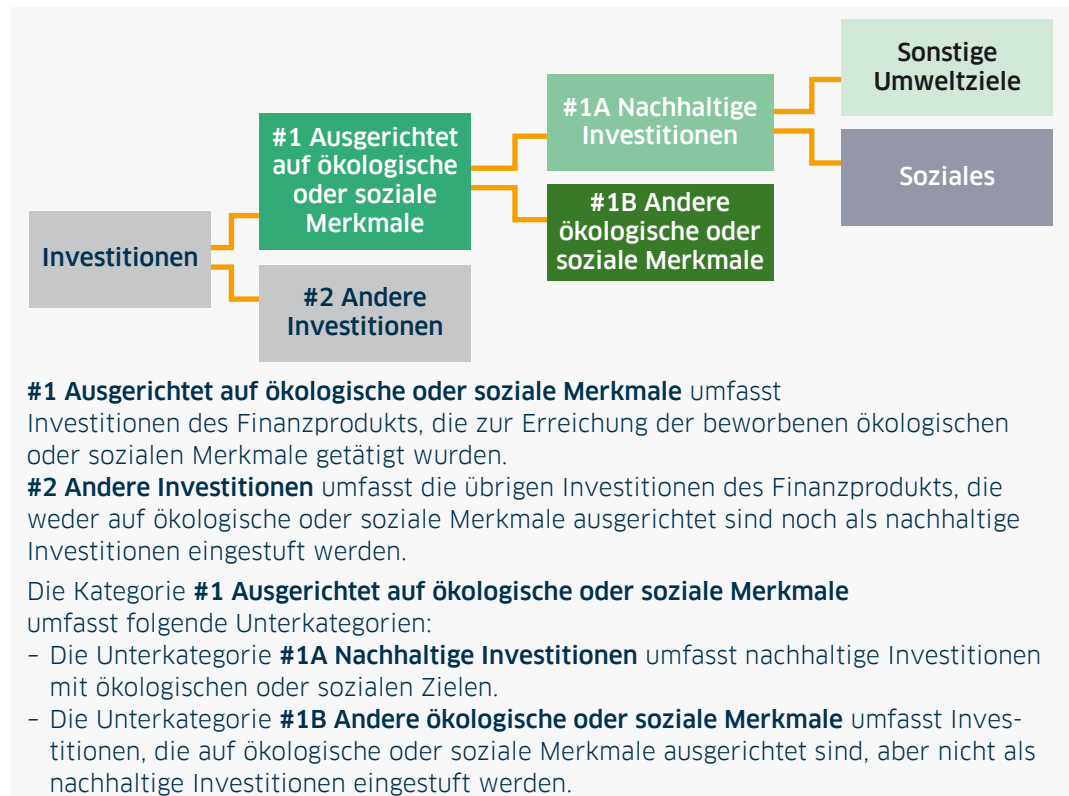 Sonstige
Umweltziele
#1A Nachhaltige
Investitionen
#1 Ausgerichtet
auf ökologische
oder soziale
Merkmale
Soziales
#1B Andere
ökologische oder
soziale Merkmale
Investitionen
#2 Andere
Investitionen
#1 Ausgerichtet auf ökologische oder soziale Merkmale umfasst
Investitionen des Finanzprodukts, die zur Erreichung der beworbenen ökologischen
oder sozialen Merkmale getätigt wurden.
#2 Andere Investitionen umfasst die übrigen Investitionen des Finanzprodukts, die
weder auf ökologische oder soziale Merkmale ausgerichtet sind noch als nachhaltige
Investitionen eingestuft werden.
Die Kategorie #1 Ausgerichtet auf ökologische oder soziale Merkmale
umfasst folgende Unterkategorien:
– Die Unterkategorie #1A Nachhaltige Investitionen umfasst nachhaltige Investitionen
mit ökologischen oder sozialen Zielen.
– Die Unterkategorie #1B Andere ökologische oder soziale Merkmale umfasst Inves-
titionen, die auf ökologische oder soziale Merkmale ausgerichtet sind, aber nicht als
nachhaltige Investitionen eingestuft werden.